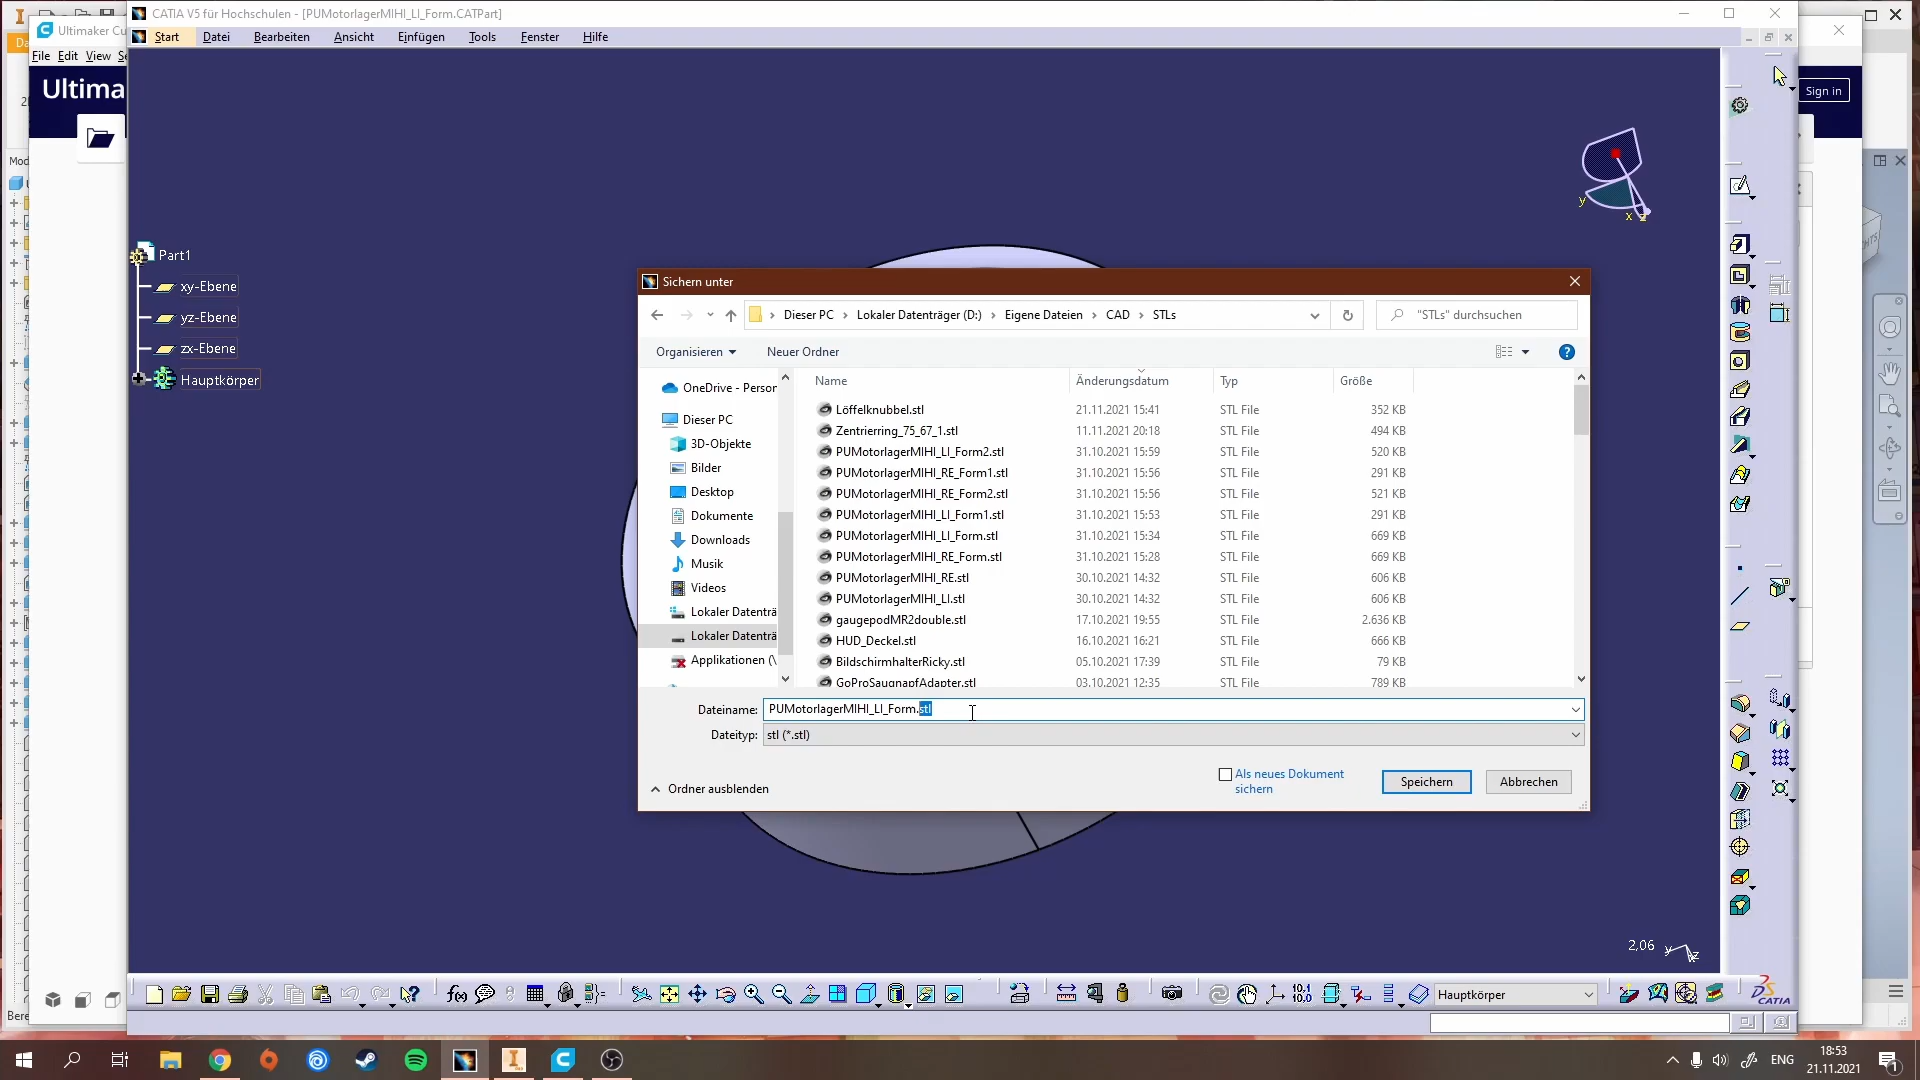 CATIA V5 für Hochschulen - [PUMotorlagerMIHI_LI_Form.CATPart]
Ultimaker Cu
Start Datei Bearbeiten Ansicht Einfügen Tools Fenster Hilfe
File Edit View
Ultima
Sign in
Part1
xy-Ebene
yz-Ebene
zx-Ebene
Hauptkörper
y
x z
Sichern unter
Dieser PC Lokaler Datenträger (D:) Eigene Dateien CAD STLs
"STLs" durchsuchen
Organisieren Neuer Ordner
Name Änderungsdatum Typ Größe
OneDrive - Person
Dieser PC
3D-Objekte
Bilder
Desktop
Dokumente
Downloads
Musik
Videos
Lokaler Datenträ
Lokaler Datenträ
Applikationen (\
Löffelknubbel.stl 21.11.2021 15:41 STL File 352 KB
Zentrierring_75_67_1.stl 11.11.2021 20:18 STL File 494 KB
PUMotorlagerMIHI_LI_Form2.stl 31.10.2021 15:59 STL File 520 KB
PUMotorlagerMIHI_RE_Form1.stl 31.10.2021 15:56 STL File 291 KB
PUMotorlagerMIHI_RE_Form2.stl 31.10.2021 15:56 STL File 521 KB
PUMotorlagerMIHI_LI_Form1.stl 31.10.2021 15:53 STL File 291 KB
PUMotorlagerMIHI_LI_Form.stl 31.10.2021 15:34 STL File 669 KB
PUMotorlagerMIHI_RE_Form.stl 31.10.2021 15:28 STL File 669 KB
PUMotorlagerMIHI_RE.stl 30.10.2021 14:32 STL File 606 KB
PUMotorlagerMIHI_LI.stl 30.10.2021 14:32 STL File 606 KB
gaugepodMR2double.stl 17.10.2021 19:55 STL File 2.636 KB
HUD_Deckel.stl 16.10.2021 16:21 STL File 666 KB
BildschirmhalterRicky.stl 05.10.2021 17:39 STL File 79 KB
GoProSaugnapfAdapter.stl 03.10.2021 12:35 STL File 789 KB
Dateiname: PUMotorlagerMIHI_LI_Form.stl
Dateityp: stl (*.stl)
Als neues Dokument
sichern
Speichern Abbrechen
Ordner ausblenden
2,06
Hauptkörper
CATIA
Bere
ENG
18:53
21.11.2021